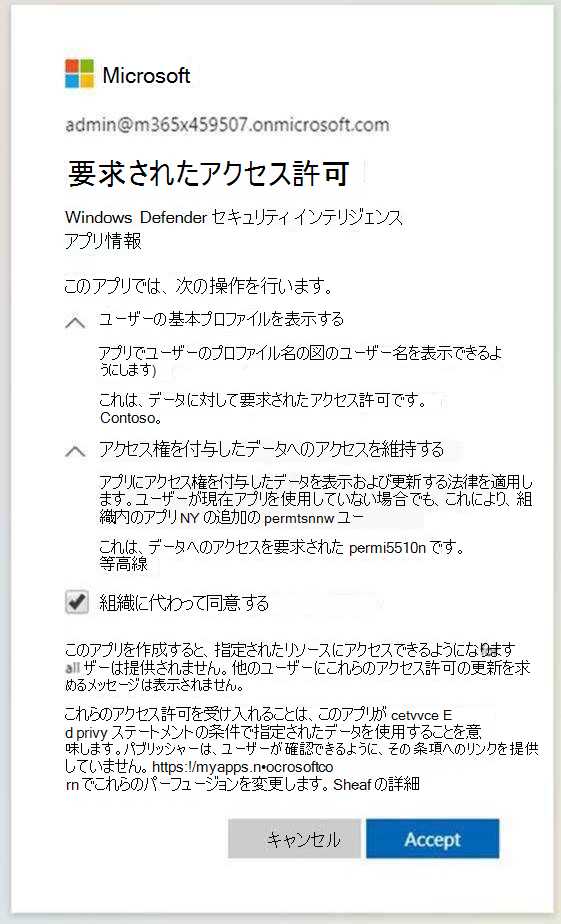 Microsoft
admin@m365x459507.onmicrosoft.com
要求されたアクセス許可
Windows Defender セキュリティ インテリジェンス
アプリ情報
このアプリでは、次の操作を行います。
ユーザーの基本プロファイルを表示する
アプリでユーザーのプロファイル名の図のユーザー名を表示できるよ
うにします)
これは、データに対して要求されたアクセス許可です。
Contoso。
アクセス権を付与したデータへのアクセスを維持する
アプリにアクセス権を付与したデータを表示および更新する法律を適用し
ます。ユーザーが現在アプリを使用していない場合でも、これにより、組
織内のアプリ NY の追加の permtsnnw ユー
これは、データへのアクセスを要求された permi5510n です。
等高線
組織に代わって同意する
このアプリを作成すると、指定されたリソースにアクセスできるようになります
all ザーは提供されません。他のユーザーにこれらのアクセス許可の更新を求
めるメッセージは表示されません。
これらのアクセス許可を受け入れることは、このアプリが cetvvce E
d privy ステートメントの条件で指定されたデータを使用することを意
味します。パブリッシャーは、ユーザーが確認できるように、その条項へのリンクを提供
していません。https:!/myapps.n•ocrosoftco
rn でこれらのパーフュージョンを変更します。Sheaf の詳細
キャンセル Accept